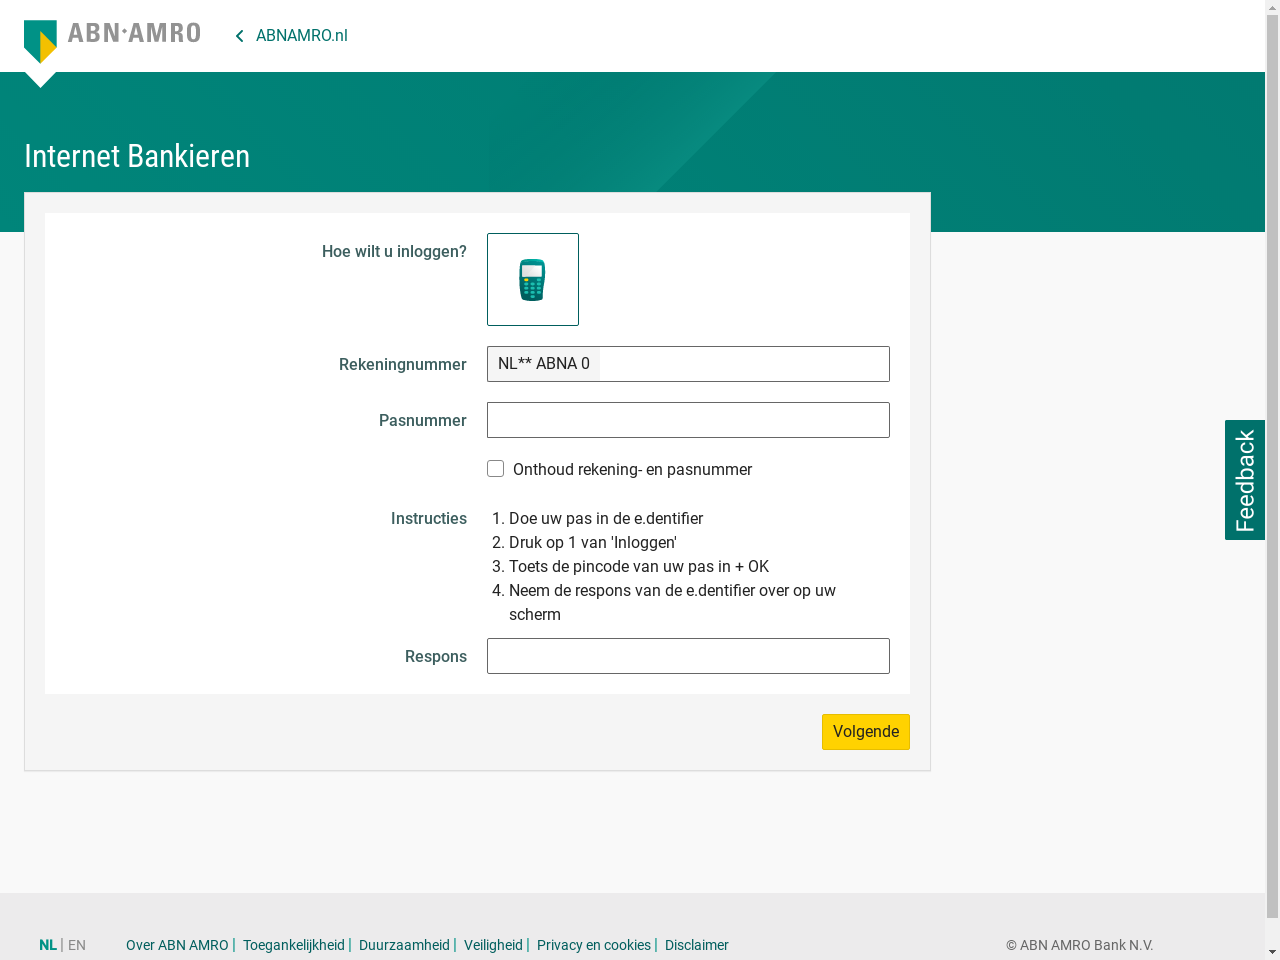 ABN·AMRO
ABNAMRO.nl
Internet Bankieren
Hoe wilt u inloggen?
Rekeningnummer
NL** ABNA 0
Pasnummer
Onthoud rekening- en pasnummer
Instructies
1. Doe uw pas in de e.dentifier
2. Druk op 1 van 'Inloggen'
3. Toets de pincode van uw pas in + OK
4. Neem de respons van de e.dentifier over op uw
scherm
Respons
Volgende
Feedback
NL | EN
Over ABN AMRO | Toegankelijkheid | Duurzaamheid | Veiligheid | Privacy en cookies | Disclaimer
© ABN AMRO Bank N.V.